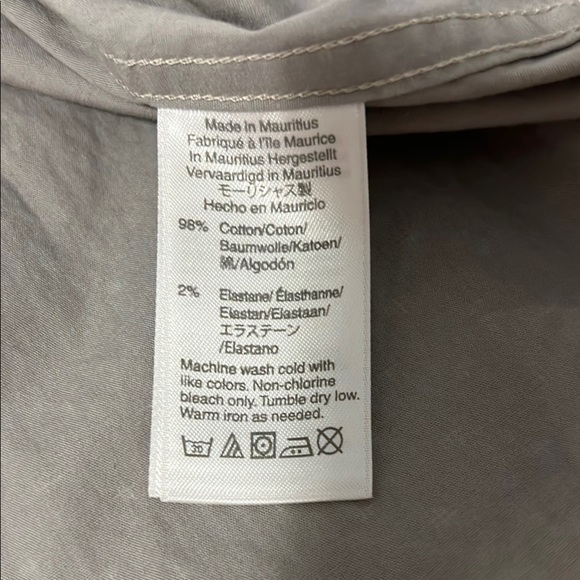 Made in Mauritius
Fabriqué à l'île Maurice
In Mauritius Hergestellt
Vervaardigd in Mauritius
モーリシャス製
Hecho en Mauricio
98% Cotton/Coton/
Baumwolle/Katoen/
綿/Algodón
2% Elastane/ Élasthanne/
Elastan/Elastaan/
エラステーン
/Elastano
Machine wash cold with
like colors. Non-chlorine
bleach only. Tumble dry low.
Warm iron as needed.
30